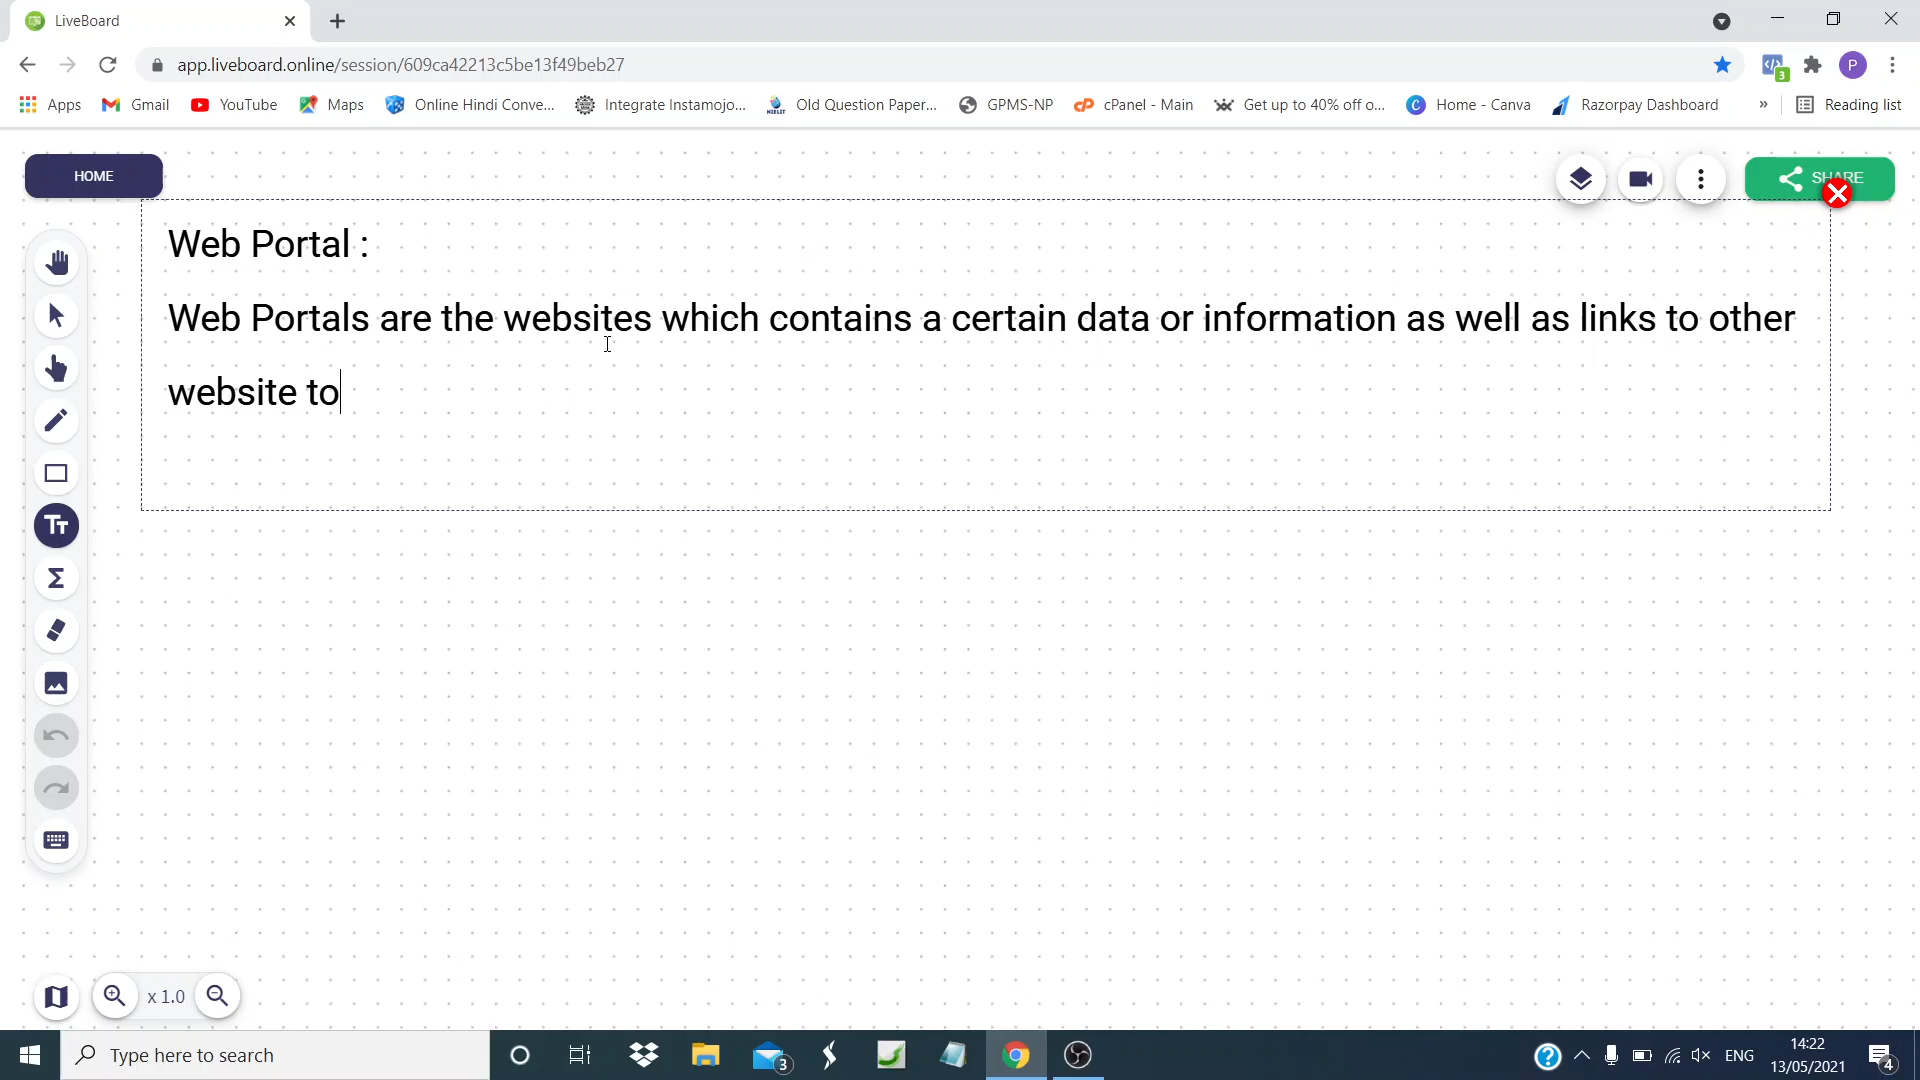 LiveBoard
app.liveboard.online/session/609ca42213c5be13f49beb27
P
3
Apps
Gmail
YouTube
Maps
Online Hindi Conve...
Integrate Instamojo...
Old Question Paper...
GPMS-NP
cPanel - Main
Get up to 40% off o...
Home - Canva
Razorpay Dashboard
»
Reading list
HOME
SHARE
Web Portal :
Web Portals are the websites which contains a certain data or information as well as links to other
website to
x 1.0
Type here to search
3
ENG
14:22
13/05/2021
4